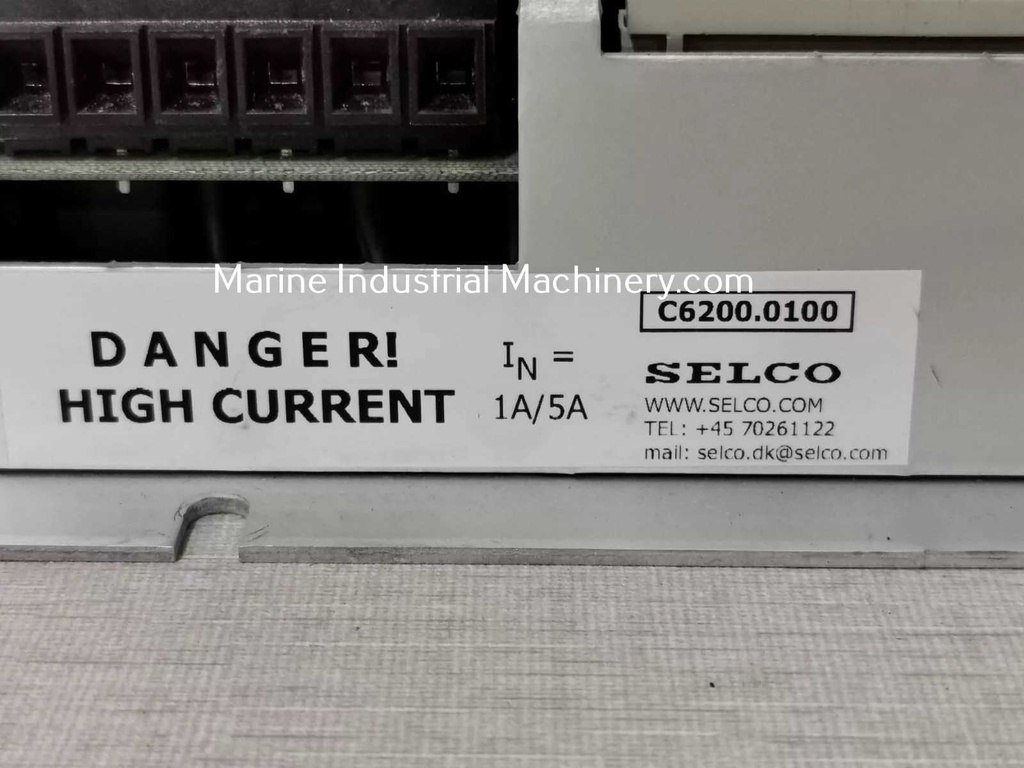 Marine Industrial Machinery.com
C6200.0100
DANGER!
HIGH CURRENT
IN =
1A/5A
SELCO
WWW.SELCO.COM
TEL: +45 70261122
mail: selco.dk@selco.com